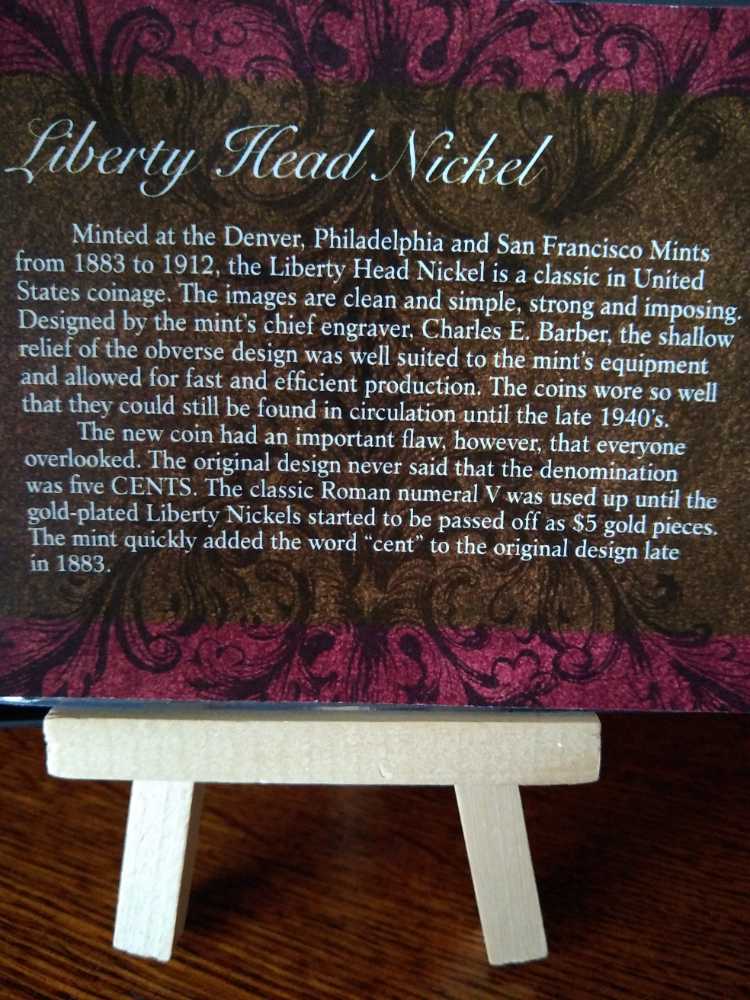 Liberty Head Nickel
Minted at the Denver, Philadelphia and San Francisco Mints
from 1883 to 1912, the Liberty Head Nickel is a classic in United
States coinage. The images are clean and simple, strong and imposing.
Designed by the mint's chief engraver, Charles E. Barber, the shallow
relief of the obverse design was well suited to the mint's equipment
and allowed for fast and efficient production. The coins wore so well
that they could still be found in circulation until the late 1940's.
The new coin had an important flaw, however, that everyone
overlooked. The original design never said that the denomination
was five CENTS. The classic Roman numeral V was used up until the
gold-plated Liberty Nickels started to be passed off as $5 gold pieces.
The mint quickly added the word "cent" to the original design late
in 1883.